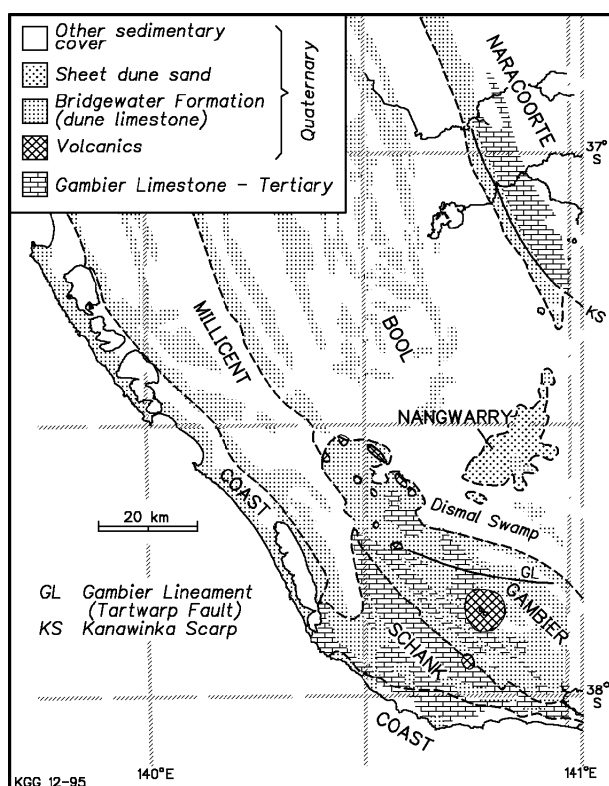 Other sedimentary
cover
Sheet dune sand
Bridgewater Formation
(dune limestone)
Volcanics
Quaternary
Gambier Limestone - Tertiary
NARACOORTE
37°
S
KS
MILLICENT
BOOL
NANGWARRY
COAST
Dismal Swamp
20 km
GL
GL Gambier Lineament
(Tartwarp Fault)
KS Kanawinka Scarp
GAMBIER
SCHANK
38°
S
COAST
140°E
141°E
KGG 12-95